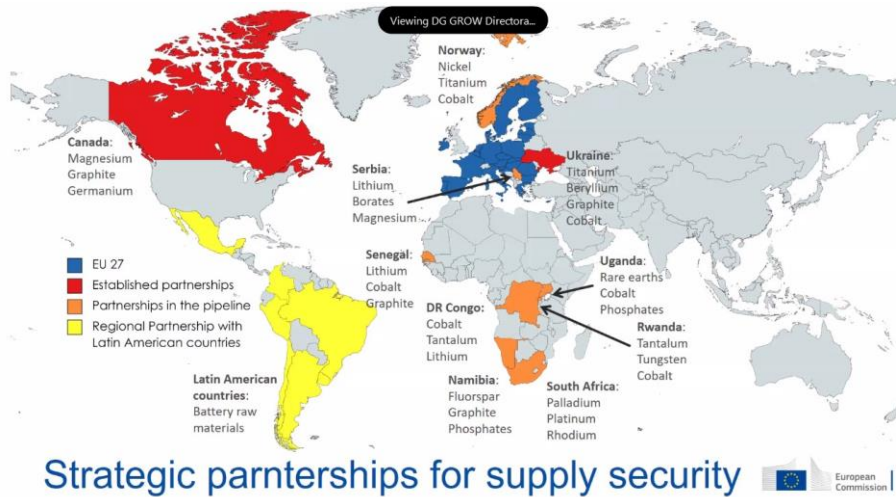 Viewing DG GROW Directora...
Norway:
Nickel
Titanium
Cobalt
Canada:
Magnesium
Graphite
Germanium
Serbia:
Lithium
Borates
Magnesium
Ukraine:
Titanium
Beryllium
Graphite
Cobalt
EU 27
Established partnerships
Partnerships in the pipeline
Regional Partnership with
Latin American countries
Senegal:
Lithium
Cobalt
Graphite
Uganda:
Rare earths
Cobalt
Phosphates
DR Congo:
Cobalt
Tantalum
Lithium
Rwanda:
Tantalum
Tungsten
Cobalt
Latin American
countries:
Battery raw
materials
Namibia:
Fluorspar
Graphite
Phosphates
South Africa:
Palladium
Platinum
Rhodium
Strategic parnterships for supply security
European
Commission